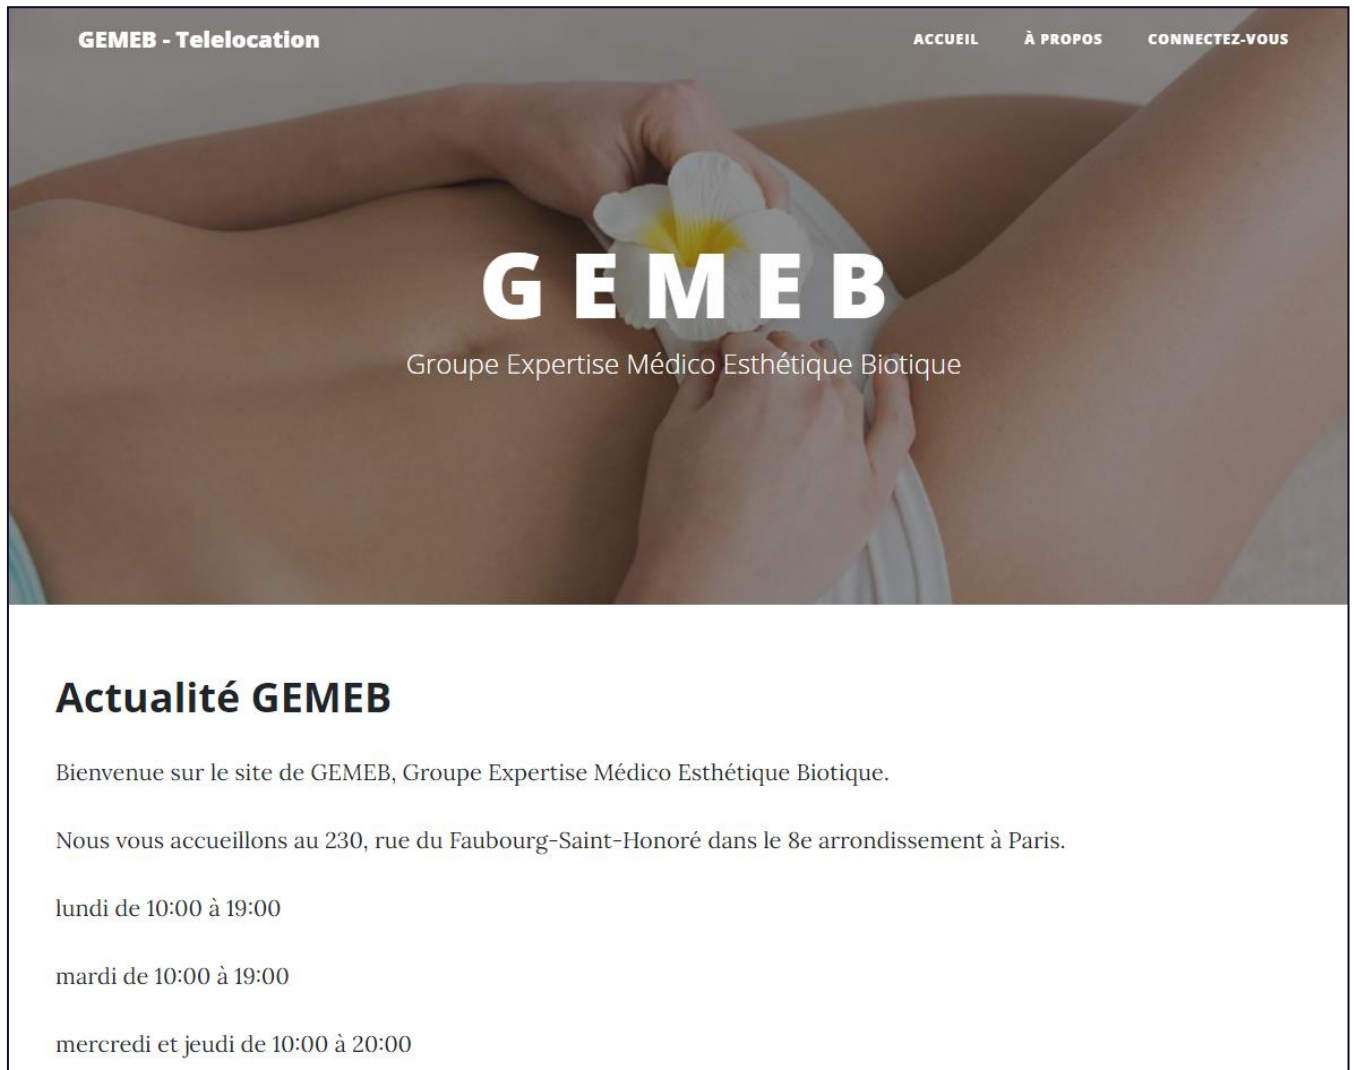 GEMEB - Telelocation
ACCUEIL À PROPOS CONNECTEZ-VOUS
GEMEB
Groupe Expertise Médico Esthétique Biotique
Actualité GEMEB
Bienvenue sur le site de GEMEB, Groupe Expertise Médico Esthétique Biotique.
Nous vous accueillons au 230, rue du Faubourg-Saint-Honoré dans le 8e arrondissement à Paris.
lundi de 10:00 à 19:00
mardi de 10:00 à 19:00
mercredi et jeudi de 10:00 à 20:00